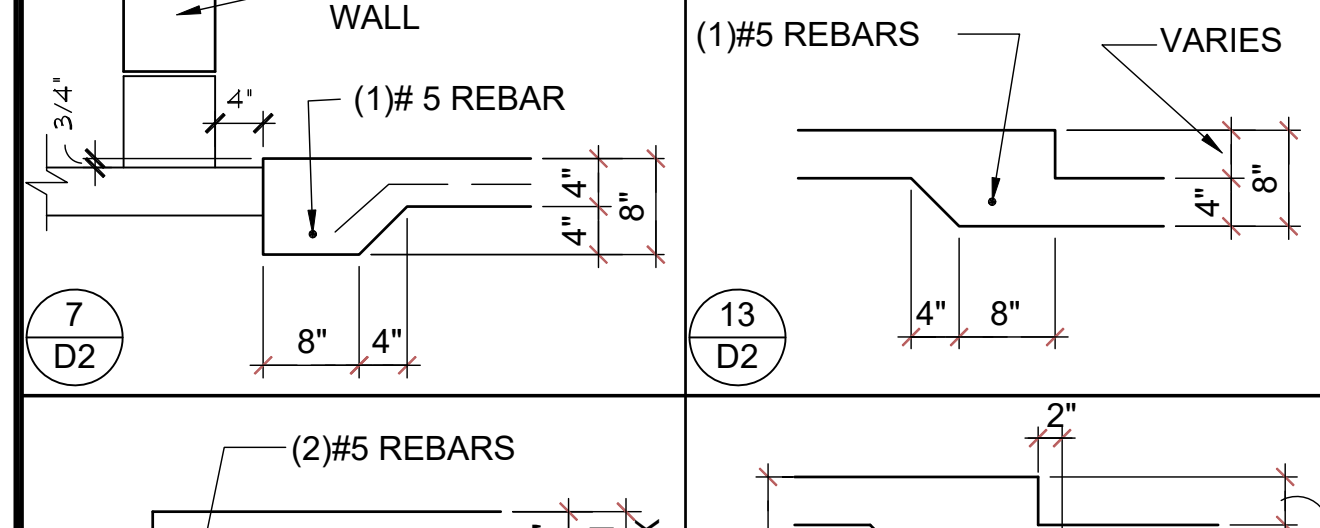 WALL
3/4"
4"
(1)# 5 REBAR
4"
4"
8"
8"
4"
7
D2
(1)#5 REBARS
VARIES
4"
8"
4"
8"
13
D2
(2)#5 REBARS
2"